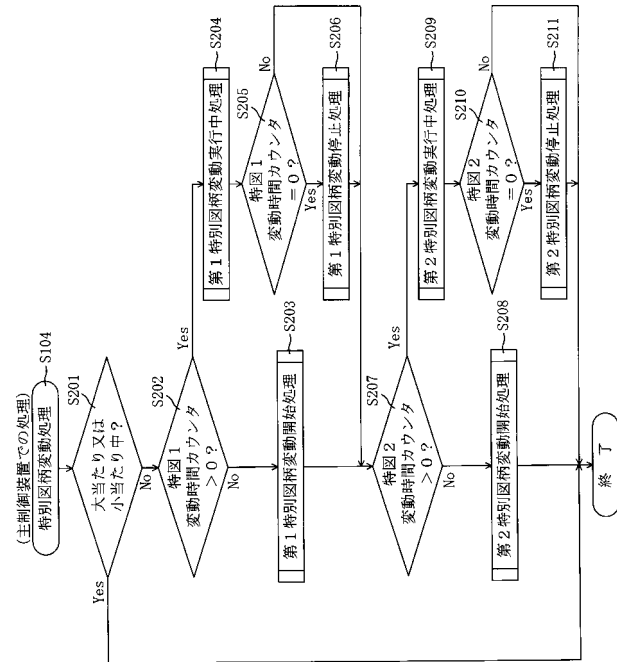 (主制御装置での処理)
特別図柄変動処理
S104
S201
大当たり又は
小当たり中?
Yes
No
S202
特図1
変動時間カウンタ
>0?
Yes
No
S203
第1特別図柄変動開始処理
S204
第1特別図柄変動実行中処理
S205
特図1
変動時間カウンタ
=0?
No
Yes
S206
第1特別図柄変動停止処理
S207
特図2
変動時間カウンタ
>0?
Yes
No
S208
第2特別図柄変動開始処理
S209
第2特別図柄変動実行中処理
S210
特図2
変動時間カウンタ
=0?
No
Yes
S211
第2特別図柄変動停止処理
終了